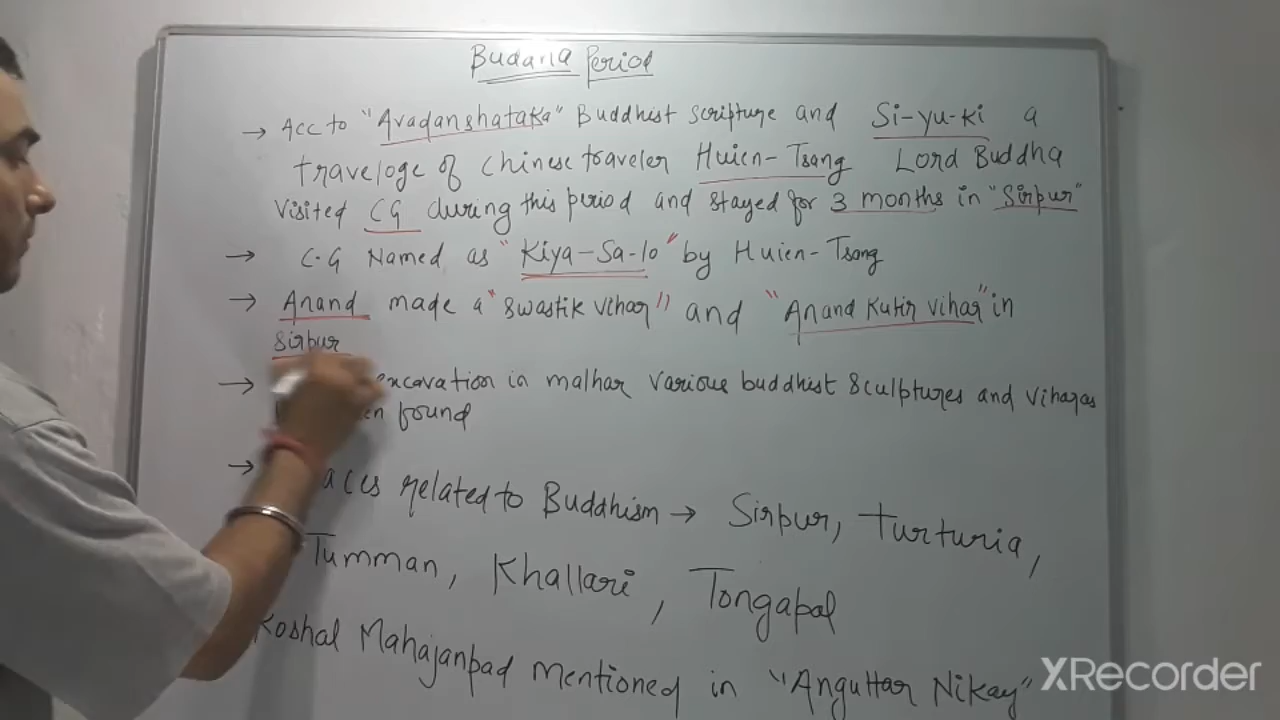 Buddha Period
→ Acc to "Avadanshataka" Buddhist scripture and Si-yu-ki a
traveloge of chinese traveler Huien-Tsang Lord Buddha
visited CG during this period and stayed for 3 months in "Sirpur"
→ C.G Named as "Kiya-Sa-lo" by Huien-Tsang
→ Anand made a "swastik vihar" and "Anand Kutir vihar" in
Sirpur
→ excavation in malhar various buddhist sculptures and viharas
found
→ related to Buddhism → Sirpur, Turturia,
Tumman, Khallari, Tongapal
Koshal Mahajanpad mentioned in "Anguttar Nikay"
XRecorder